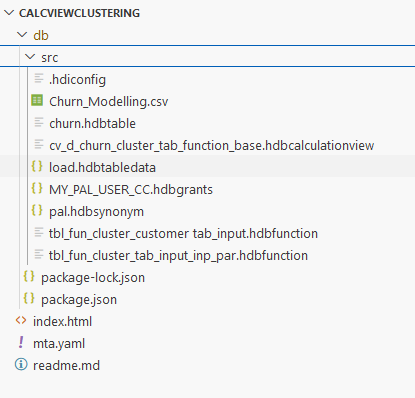 CALCVIEWCLUSTERING
db
src
.hdiconfig
Churn_Modelling.csv
churn.hdbtable
cv_d_churn_cluster_tab_function_base.hdbcalculationview
load.hdbtabledata
MY_PAL_USER_CC.hdbgrants
pal.hdbsynonym
tbl_fun_cluster_customer tab_input.hdbfunction
tbl_fun_cluster_tab_input_inp_par.hdbfunction
package-lock.json
package.json
index.html
mta.yaml
readme.md